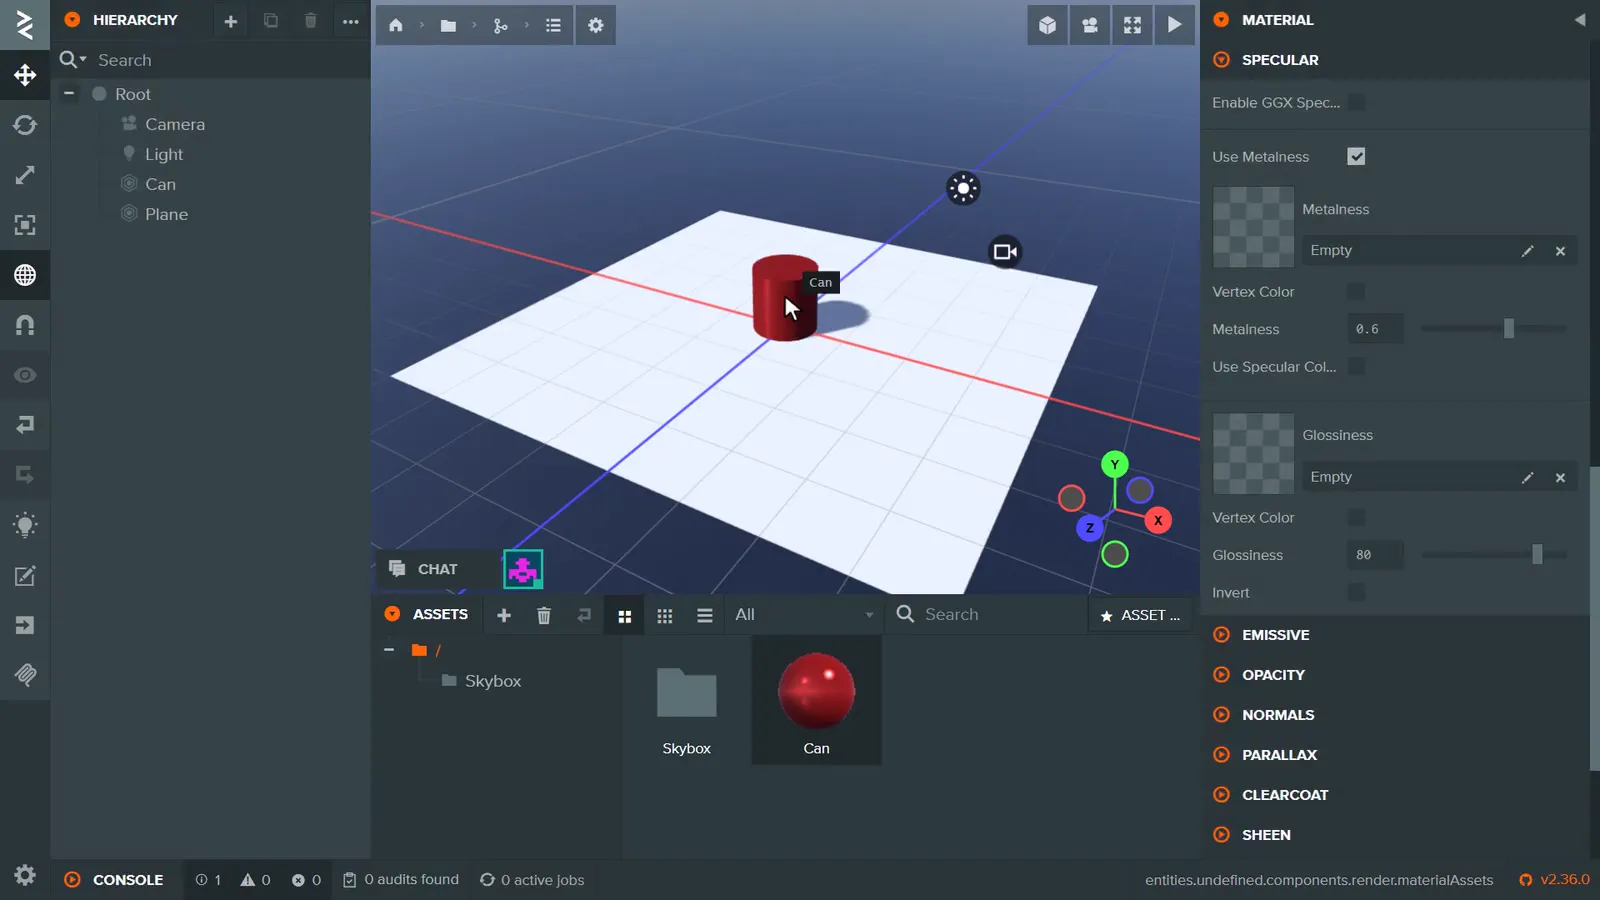 HIERARCHY
Search
Root
Camera
Light
Can
Plane
Can
Y
X
Z
CHAT
ASSETS
All
Search
ASSET ...
/
Skybox
Skybox
Can
MATERIAL
SPECULAR
Enable GGX Spec...
Use Metalness
Metalness
Empty
Vertex Color
Metalness
0.6
Use Specular Col...
Glossiness
Empty
Vertex Color
Glossiness
80
Invert
EMISSIVE
OPACITY
NORMALS
PARALLAX
CLEARCOAT
SHEEN
CONSOLE
1
0
0
0 audits found
0 active jobs
entities.undefined.components.render.materialAssets
v2.36.0